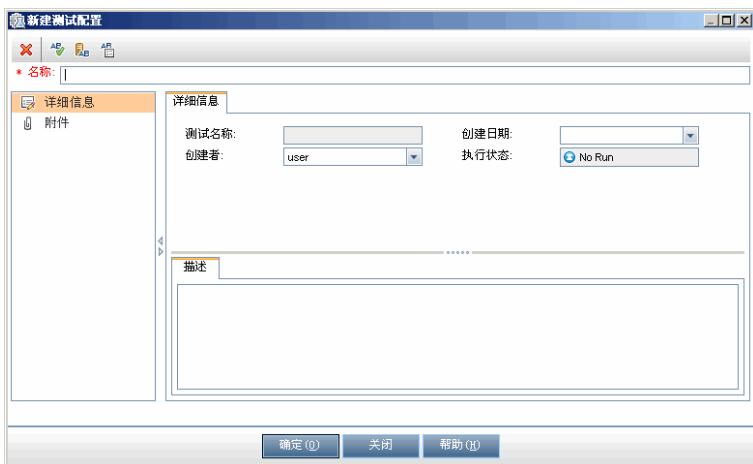 新建测试配置
* 名称:
详细信息
附件
详细信息
测试名称:
创建日期:
创建者: user
执行状态: No Run
描述
确定(O) 关闭 帮助(H)